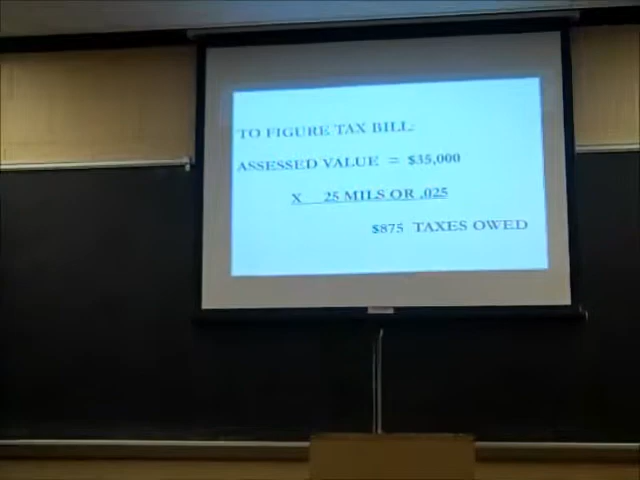 TO FIGURE TAX BILL:
ASSESSED VALUE = $35,000
X 25 MILS OR .025
$875 TAXES OWED